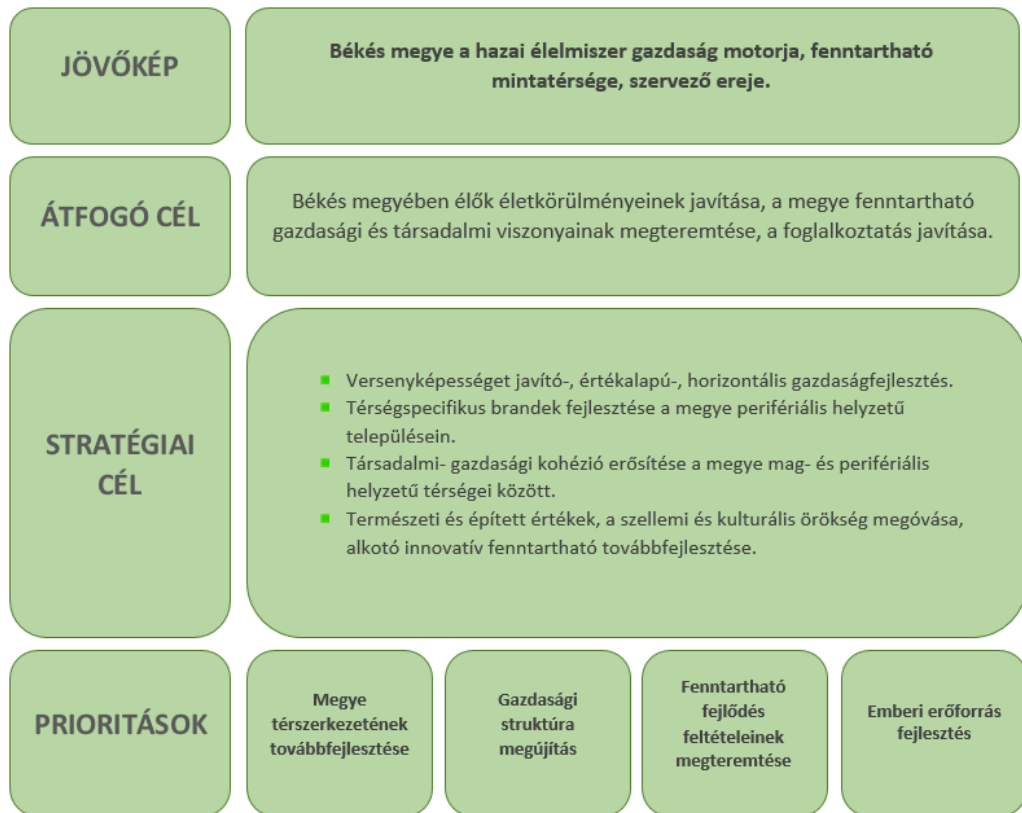 JÖVŐKÉP
Békés megye a hazai élelmiszer gazdaság motorja, fenntartható
mintatérsége, szervező ereje.
ÁTFOGÓ CÉL
Békés megyében élők életkörülményeinek javítása, a megye fenntartható
gazdasági és társadalmi viszonyainak megteremtése, a foglalkoztatás javítása.
STRATÉGIAI
CÉL
Versenyképességet javító-, értékalapú-, horizontális gazdaságfejlesztés.
Térségspecifikus brandek fejlesztése a megye perifériális helyzetű
településein.
Társadalmi- gazdasági kohézió erősítése a megye mag- és perifériális
helyzetű térségei között.
Természeti és épített értékek, a szellemi és kulturális örökség megóvása,
alkotó innovatív fenntartható továbbfejlesztése.
PRIORITÁSOK
Megye
térszerkezetének
továbbfejlesztése
Gazdasági
struktúra
megújítás
Fenntartható
fejlődés
feltételeinek
megteremtése
Emberi erőforrás
fejlesztés